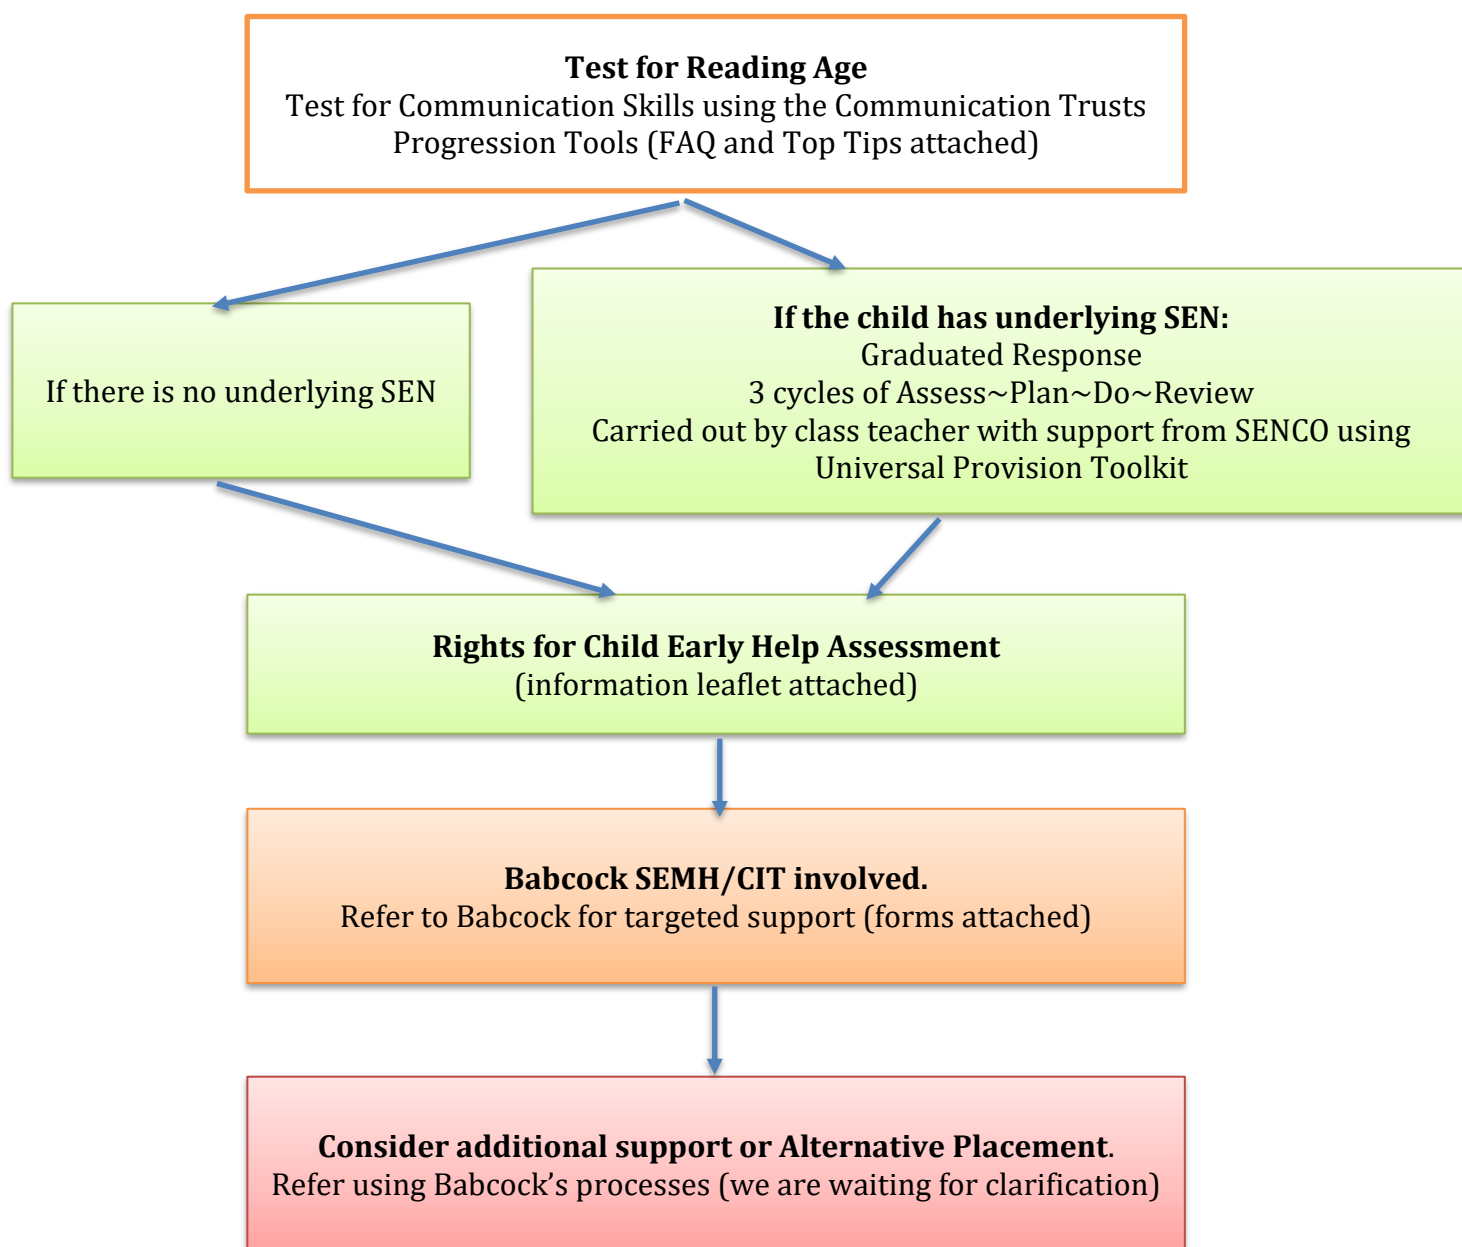 Test for Reading Age
Test for Communication Skills using the Communication Trusts
Progression Tools (FAQ and Top Tips attached)
If there is no underlying SEN
If the child has underlying SEN:
Graduated Response
3 cycles of Assess~Plan~Do~Review
Carried out by class teacher with support from SENCO using
Universal Provision Toolkit
Rights for Child Early Help Assessment
(information leaflet attached)
Babcock SEMH/CIT involved.
Refer to Babcock for targeted support (forms attached)
Consider additional support or Alternative Placement.
Refer using Babcock’s processes (we are waiting for clarification)